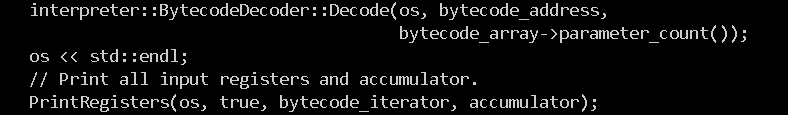 interpreter::BytecodeDecoder::Decode(os, bytecode_address,
bytecode_array->parameter_count());
os << std::endl;
// Print all input registers and accumulator.
PrintRegisters(os, true, bytecode_iterator, accumulator);